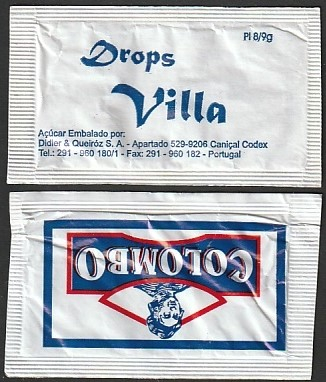 Pl 8/9g
Drops
Villa
Açúcar Embalado por:
Didier & Queiróz S. A. - Apartado 529-9206 Caniçal Codex
Tel.: 291 - 960 180/1 - Fax: 291 - 960 182 - Portugal
COLOMBO